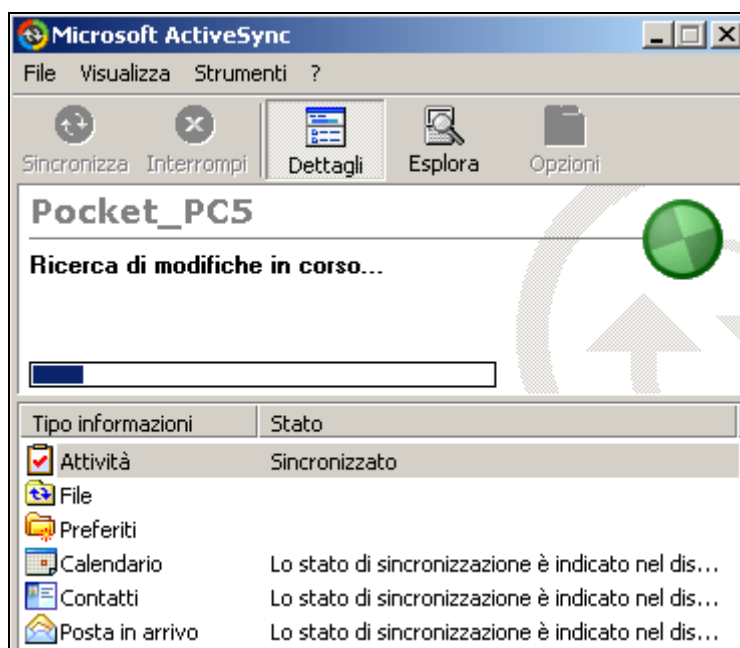 Microsoft ActiveSync
File Visualizza Strumenti ?
Sincronizza Interrompi Dettagli Esplora Opzioni
Pocket_PC5
Ricerca di modifiche in corso...
Tipo informazioni Stato
Attività Sincronizzato
File
Preferiti
Calendario Lo stato di sincronizzazione è indicato nel dis...
Contatti Lo stato di sincronizzazione è indicato nel dis...
Posta in arrivo Lo stato di sincronizzazione è indicato nel dis...